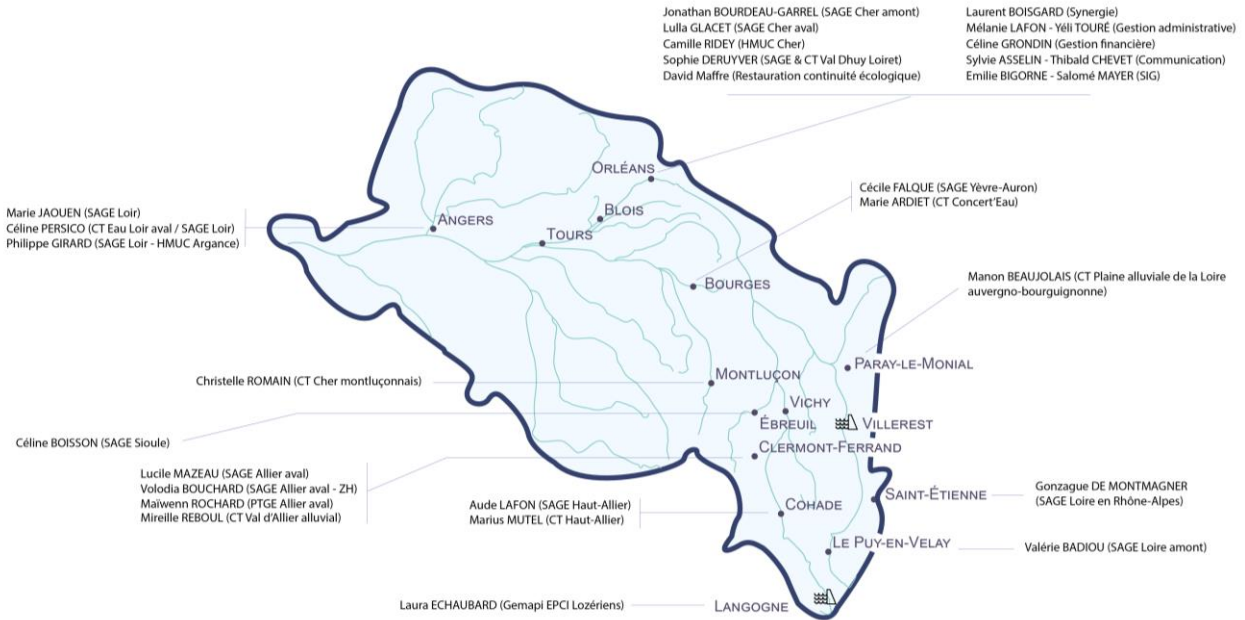 Jonathan BOURDEAU-GARREL (SAGE Cher amont)
Lulla GLACET (SAGE Cher aval)
Camille RIDEY (HMUC Cher)
Sophie DERUYVER (SAGE & CT Val Dhuy Loiret)
David Maffre (Restauration continuité écologique)
Laurent BOISGARD (Synergie)
Mélanie LAFON - Yéli TOURÉ (Gestion administrative)
Céline GRONDIN (Gestion financière)
Sylvie ASSELIN - Thibald CHEVET (Communication)
Emilie BIGORNE - Salomé MAYER (SIG)
ORLÉANS
Cécile FALQUE (SAGE Yèvre-Auron)
Marie ARDIET (CT Concert'Eau)
Marie JAOUEN (SAGE Loir)
Céline PERSICO (CT Eau Loir aval / SAGE Loir)
Philippe GIRARD (SAGE Loir - HMUC Argance)
ANGERS
BLOIS
TOURS
BOURGES
Manon BEAUJOLAIS (CT Plaine alluviale de la Loire
auvergno-bourguignonne)
PARAY-LE-MONIAL
Christelle ROMAIN (CT Cher montluçonnais)
MONTLUÇON
VICHY
ÉBREUIL
VILLEREST
Céline BOISSON (SAGE Sioule)
CLERMONT-FERRAND
Lucile MAZEAU (SAGE Allier aval)
Volodia BOUCHARD (SAGE Allier aval - ZH)
Maïwenn ROCHARD (PTGE Allier aval)
Mireille REBOUL (CT Val d'Allier alluvial)
Aude LAFON (SAGE Haut-Allier)
Marius MUTEL (CT Haut-Allier)
COHADE
SAINT-ÉTIENNE
Gonzague DE MONTMAGNER
(SAGE Loire en Rhône-Alpes)
LE PUY-EN-VELAY
Valérie BADIOU (SAGE Loire amont)
Laura ECHAUBARD (Gemapi EPCI Lozériens)
LANGOGNE